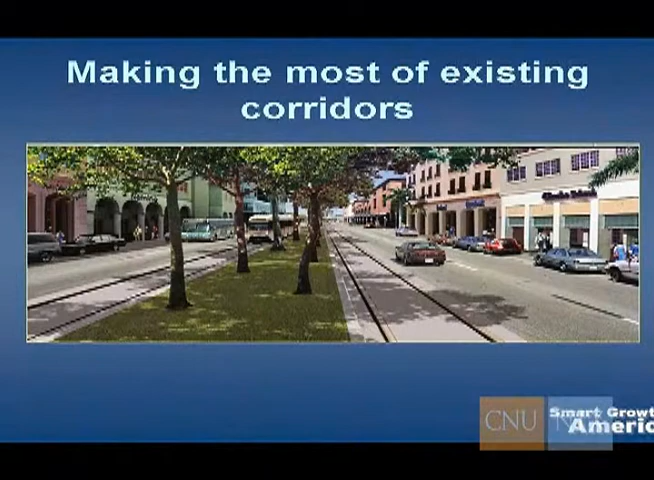 Making the most of existing
corridors
CNU
Smart Growt
Americ